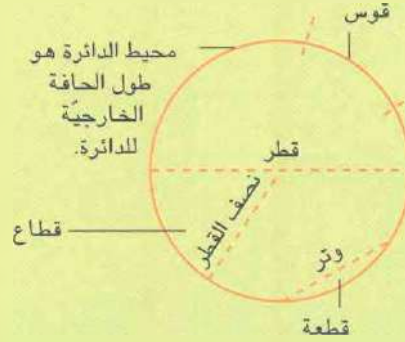 قوس
محيط الدائرة هو
طول الحافة
الخارجيّة
للدائرة.
قطر
نصف القطر
قطاع
وتر
قطعة